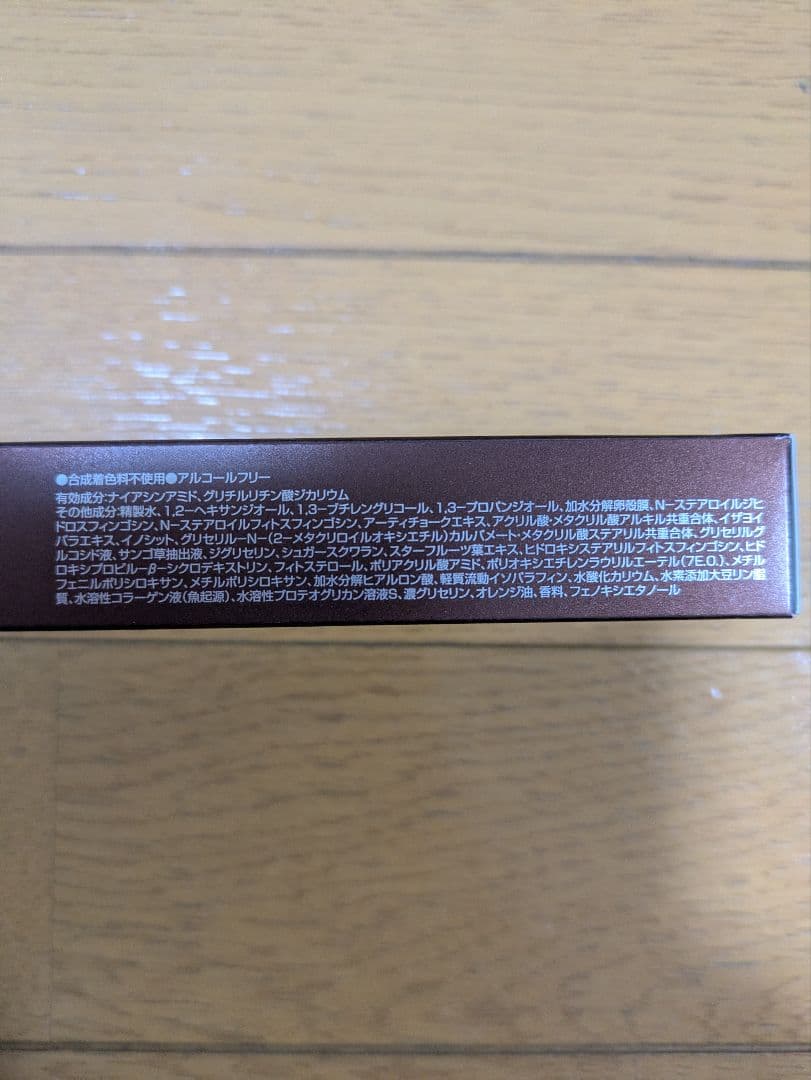 ●合成着色料不使用●アルコールフリー
有効成分:ナイアシンアミド、グリチルリチン酸ジカリウム
その他成分:精製水、1,2-ヘキサンジオール、1,3-ブチレングリコール、1,3-プロパンジオール、加水分解卵殻膜、N-ステアロイルジヒ
ドロスフィンゴシン、N-ステアロイルフィトスフィンゴシン、アーティチョークエキス、アクリル酸・メタクリル酸アルキル共重合体、イザヨイ
バラエキス、イノシット、グリセリル-N-(2-メタクリロイルオキシエチル)カルバメート・メタクリル酸ステアリル共重合体、グリセリルグ
ルコシド液、サンゴ草抽出液、ジグリセリン、シュガースクワラン、スターフルーツ葉エキス、ヒドロキシステアリルフィトスフィンゴシン、ヒド
ロキシプロピル-β-シクロデキストリン、フィトステロール、ポリアクリル酸アミド、ポリオキシエチレンラウリルエーテル(7E.O.)、メチル
フェニルポリシロキサン、メチルポリシロキサン、加水分解ヒアルロン酸、軽質流動イソパラフィン、水酸化カリウム、水素添加大豆リン脂
質、水溶性コラーゲン液(魚起源)、水溶性プロテオグリカン溶液S、濃グリセリン、オレンジ油、香料、フェノキシエタノール